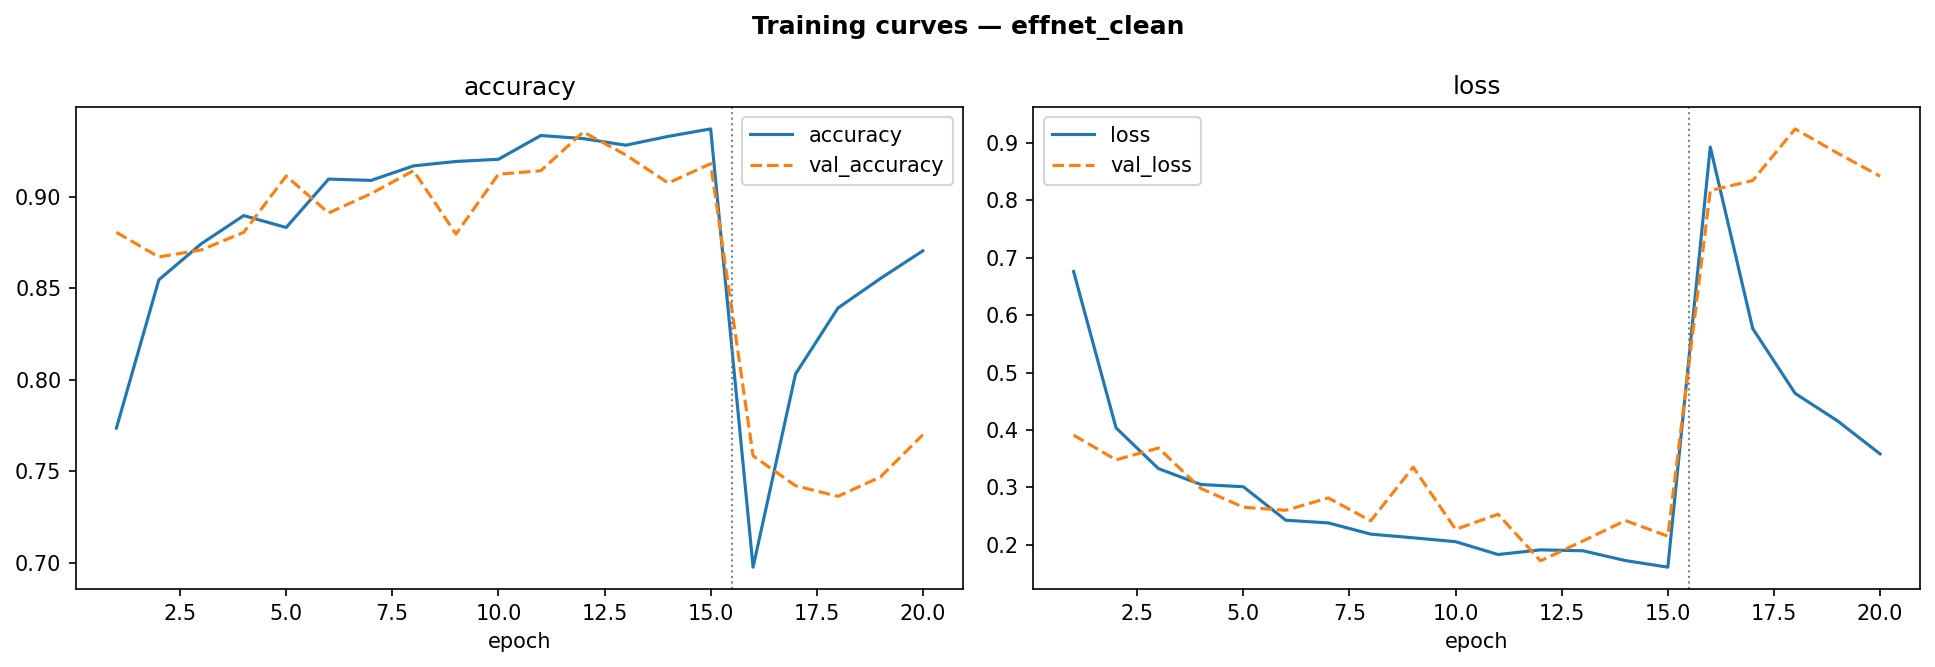 Training curves — effnet_clean
accuracy
accuracy
val_accuracy
0.90
0.85
0.80
0.75
0.70
2.5 5.0 7.5 10.0 12.5 15.0 17.5 20.0
epoch
loss
loss
val_loss
0.9
0.8
0.7
0.6
0.5
0.4
0.3
0.2
2.5 5.0 7.5 10.0 12.5 15.0 17.5 20.0
epoch